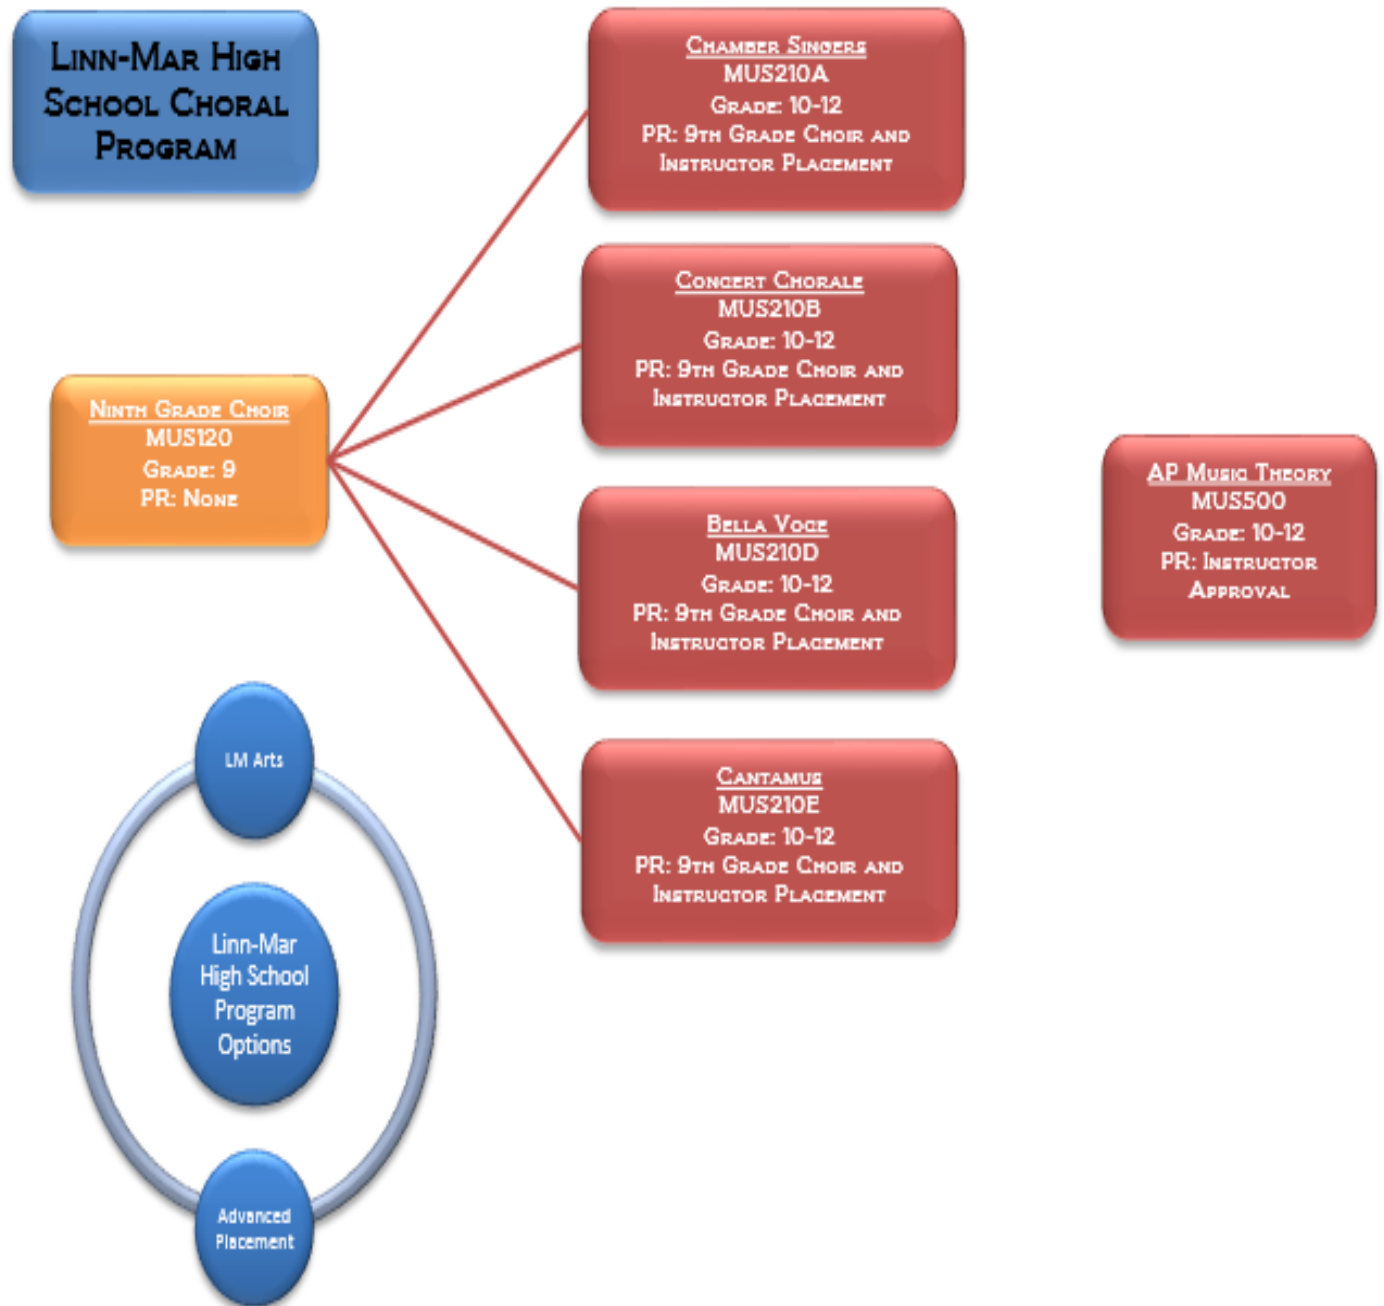 Linn-Mar High
School Choral
Program
Chamber Singers
MUS210A
Grade: 10-12
PR: 9th Grade Choir and
Instructor Placement
Concert Chorale
MUS210B
Grade: 10-12
PR: 9th Grade Choir and
Instructor Placement
Ninth Grade Choir
MUS120
Grade: 9
PR: None
Bella Voce
MUS210D
Grade: 10-12
PR: 9th Grade Choir and
Instructor Placement
AP Music Theory
MUS500
Grade: 10-12
PR: Instructor
Approval
Cantamus
MUS210E
Grade: 10-12
PR: 9th Grade Choir and
Instructor Placement
LM Arts
Linn-Mar
High School
Program
Options
Advanced
Placement